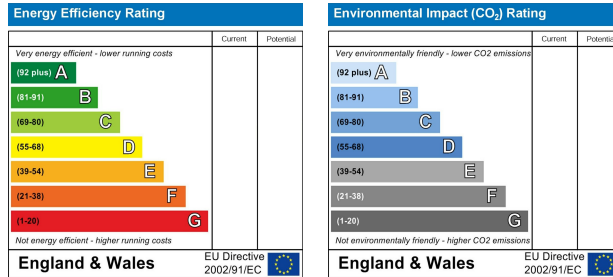 Energy Efficiency Rating
Current Potential
Very energy efficient - lower running costs
(92 plus) A
(81-91) B
(69-80) C
(55-68) D
(39-54) E
(21-38) F
(1-20) G
Not energy efficient - higher running costs
England & Wales
EU Directive
2002/91/EC
Environmental Impact (CO₂) Rating
Current Potential
Very environmentally friendly - lower CO2 emissions
(92 plus) A
(81-91) B
(69-80) C
(55-68) D
(39-54) E
(21-38) F
(1-20) G
Not environmentally friendly - higher CO2 emissions
England & Wales
EU Directive
2002/91/EC